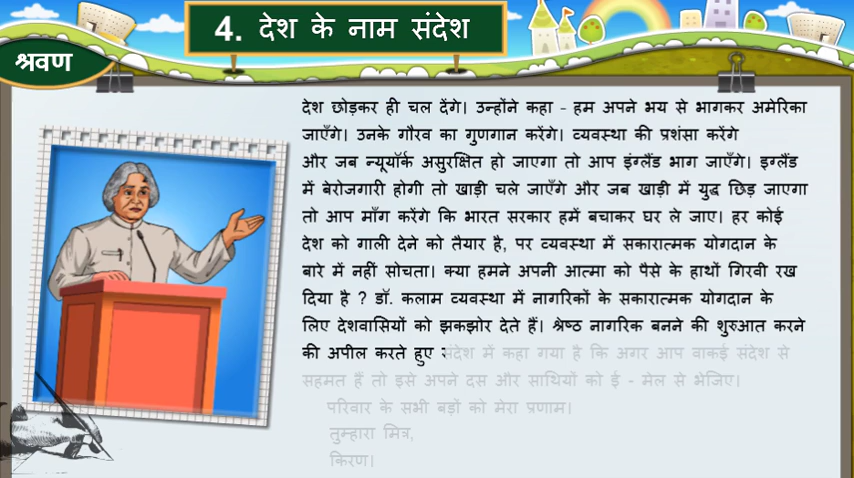 4. देश के नाम संदेश
श्रवण
देश छोड़कर ही चल देंगे। उन्होंने कहा - हम अपने भय से भागकर अमेरिका
जाएँगे। उनके गौरव का गुणगान करेंगे। व्यवस्था की प्रशंसा करेंगे
और जब न्यूयॉर्क असुरक्षित हो जाएगा तो आप इंग्लैंड भाग जाएँगे। इग्लैंड
में बेरोजगारी होगी तो खाड़ी चले जाएँगे और जब खाड़ी में युद्ध छिड़ जाएगा
तो आप माँग करेंगे कि भारत सरकार हमें बचाकर घर ले जाए। हर कोई
देश को गाली देने को तैयार है, पर व्यवस्था में सकारात्मक योगदान के
बारे में नहीं सोचता। क्या हमने अपनी आत्मा को पैसे के हाथों गिरवी रख
दिया है ? डॉ. कलाम व्यवस्था में नागरिकों के सकारात्मक योगदान के
लिए देशवासियों को झकझोर देते हैं। श्रेष्ठ नागरिक बनने की शुरुआत करने
की अपील करते हुए संदेश में कहा गया है कि अगर आप वाकई संदेश से
सहमत हैं तो इसे अपने दस और साथियों को ई - मेल से भेजिए।
परिवार के सभी बड़ों को मेरा प्रणाम।
तुम्हारा मित्र,
किरण।